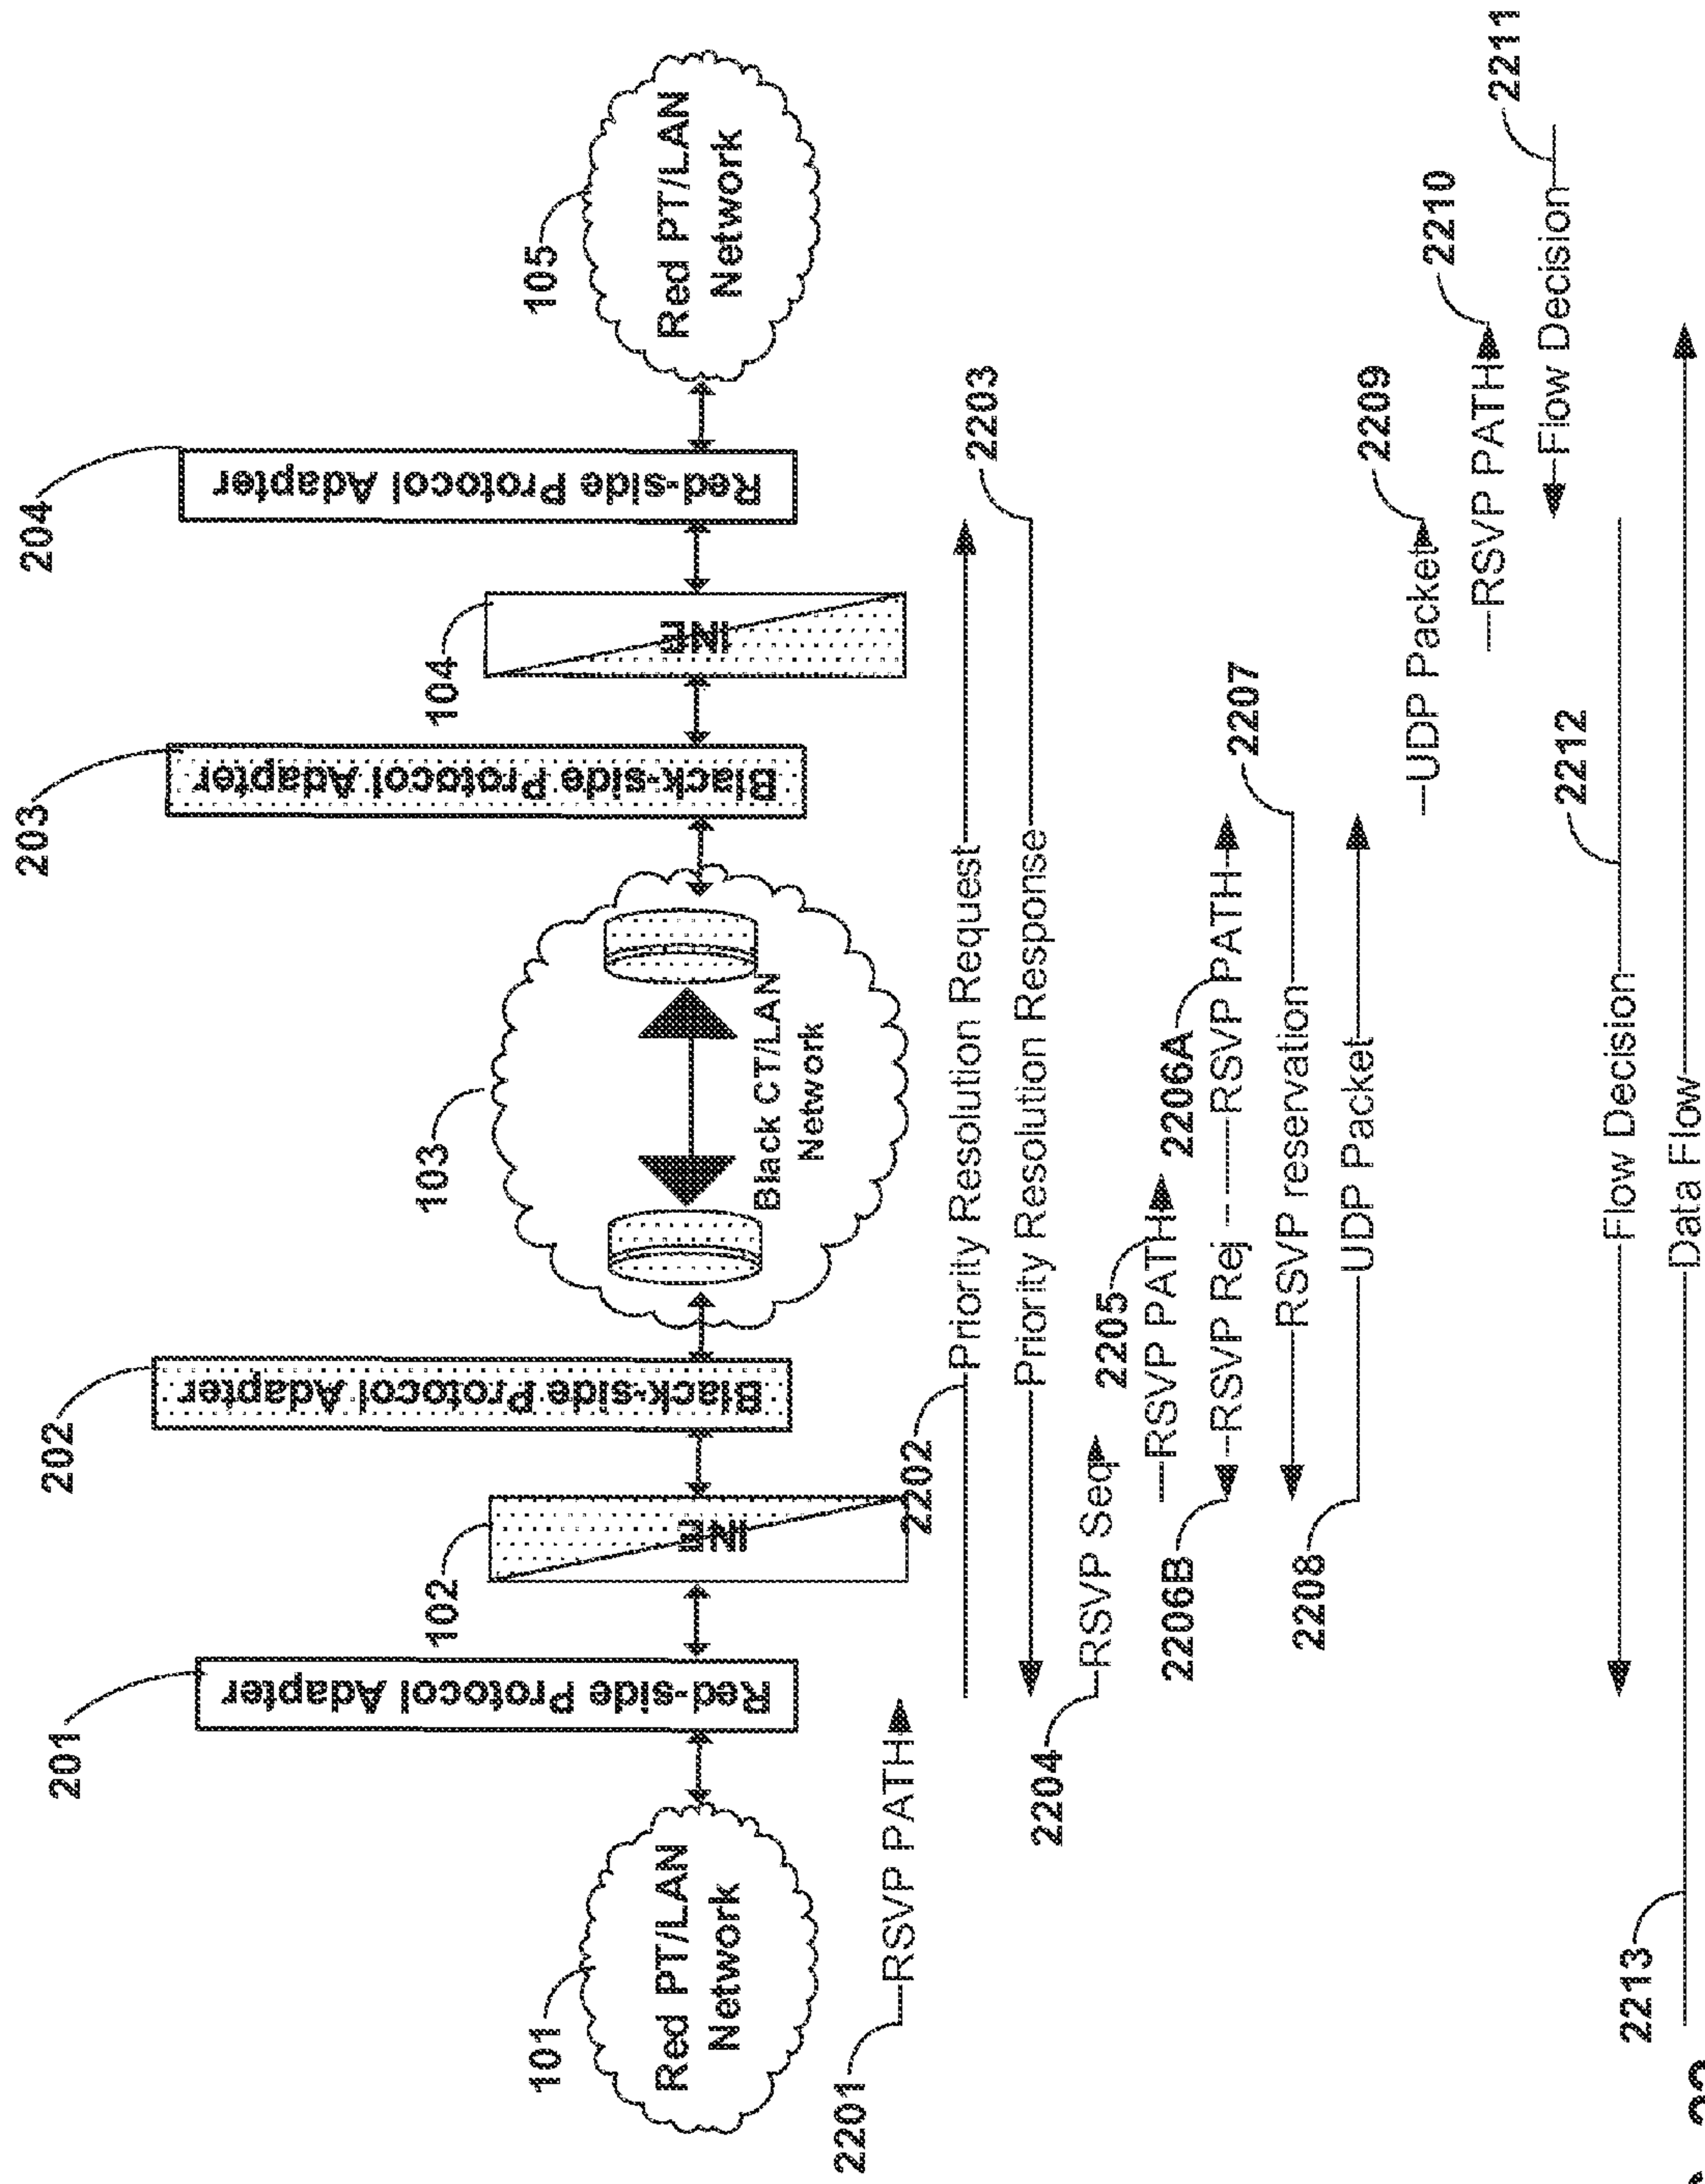 201
202
203
204
102
103
104
101
105
Red PT/LAN
Network
Red-side Protocol Adapter
INE
Black-side Protocol Adapter
Black CT/LAN
Network
Black-side Protocol Adapter
INE
Red-side Protocol Adapter
Red PT/LAN
Network
2201
RSVP PATH
2202
Priority Resolution Request
Priority Resolution Response
2203
2204
RSVP Seq
2205
RSVP PATH
2206A
2206B
RSVP Rej
RSVP PATH
RSVP reservation
2207
2208
UDP Packet
UDP Packet
2209
RSVP PATH
2210
Flow Decision
2211
Flow Decision
2212
2213
Data Flow